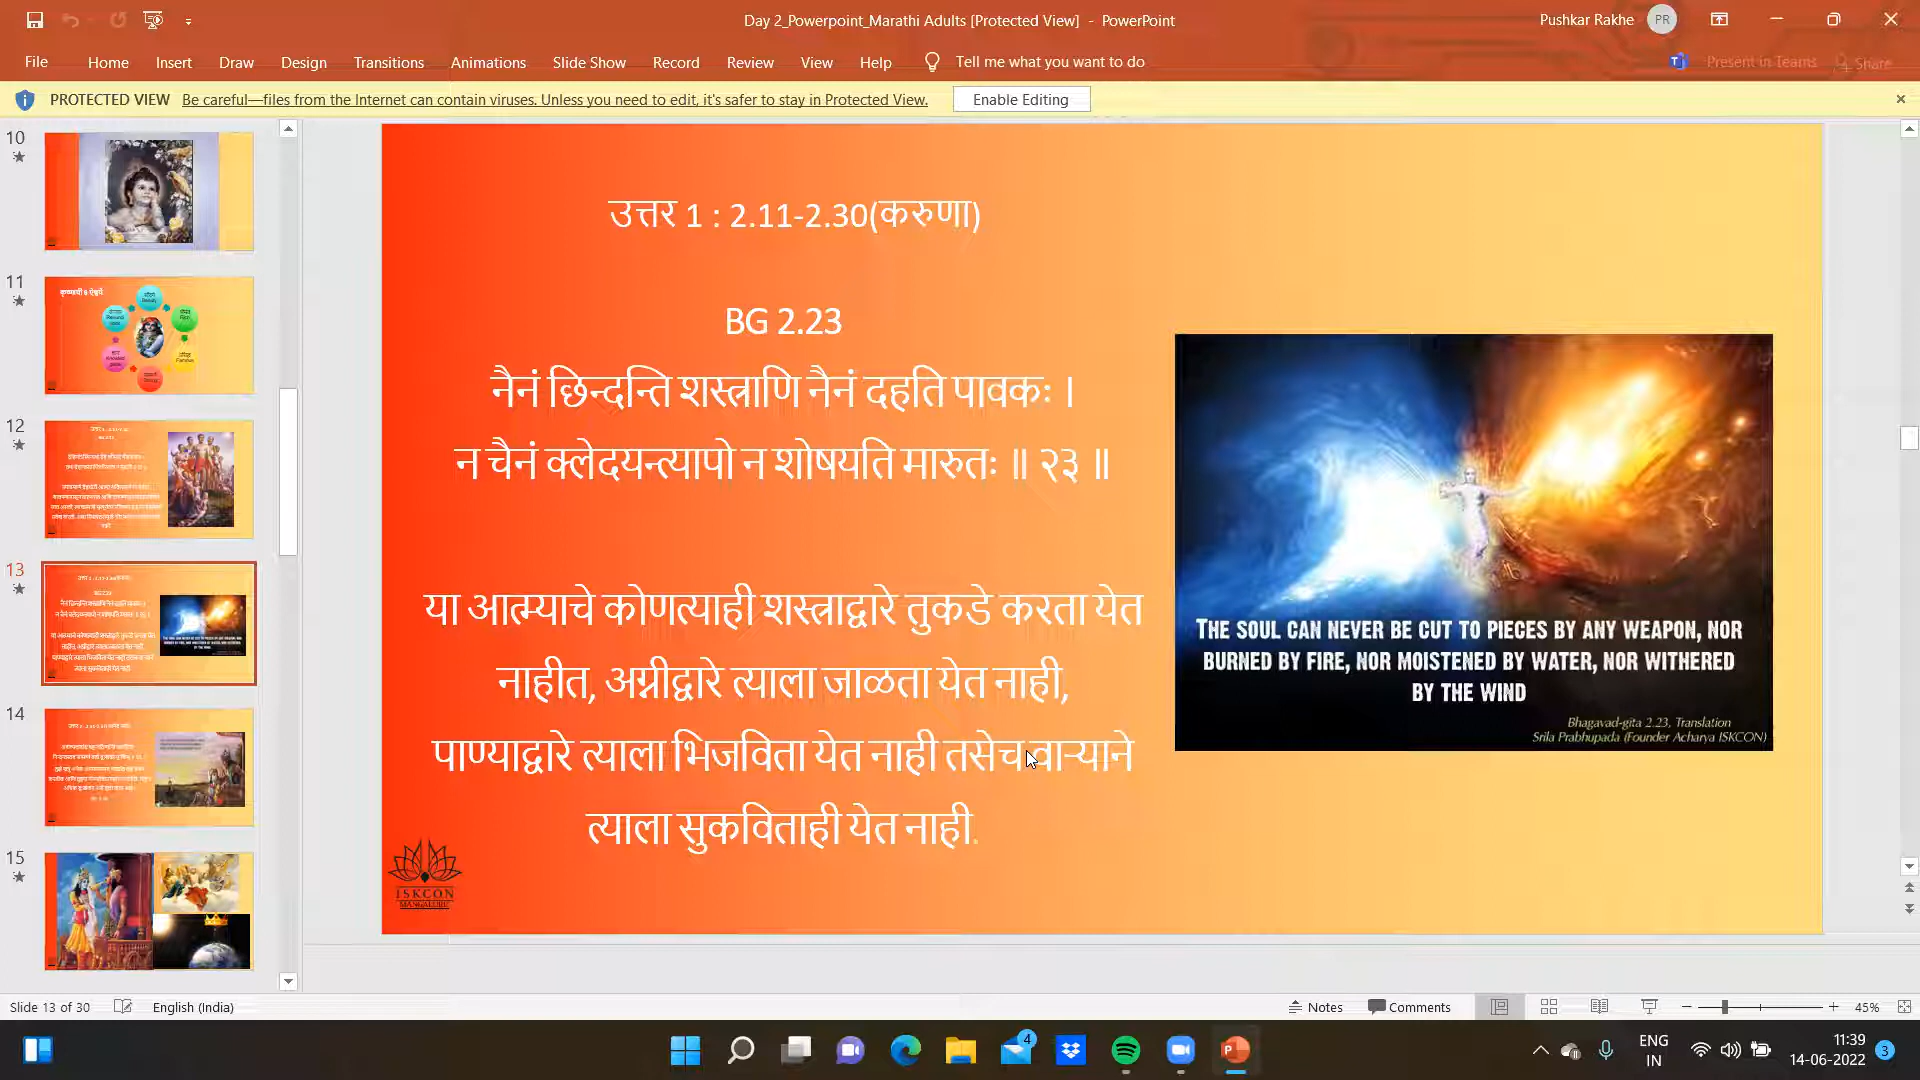 Day 2_Powerpoint_Marathi Adults [Protected View] - PowerPoint
Pushkar Rakhe PR
File Home Insert Draw Design Transitions Animations Slide Show Record Review View Help Tell me what you want to do
Present in Teams Share
PROTECTED VIEW Be careful—files from the Internet can contain viruses. Unless you need to edit, it's safer to stay in Protected View. Enable Editing
10
11
12
13
14
15
उत्तर 1 : 2.11-2.30(करुणा)
BG 2.23
नैनं छिन्दन्ति शस्त्राणि नैनं दहति पावकः ।
न चैनं क्लेदयन्त्यापो न शोषयति मारुतः ॥ २३ ॥
या आत्म्याचे कोणत्याही शस्त्राद्वारे तुकडे करता येत
नाहीत, अग्नीद्वारे त्याला जाळता येत नाही,
पाण्याद्वारे त्याला भिजविता येत नाही तसेच वाऱ्याने
त्याला सुकविताही येत नाही.
ISKCON
MANGALURU
THE SOUL CAN NEVER BE CUT TO PIECES BY ANY WEAPON, NOR
BURNED BY FIRE, NOR MOISTENED BY WATER, NOR WITHERED
BY THE WIND
Bhagavad-gita 2.23, Translation
Srila Prabhupada (Founder Acharya ISKCON)
Slide 13 of 30 English (India)
Notes Comments 45%
4
ENG
IN
11:39
14-06-2022
3